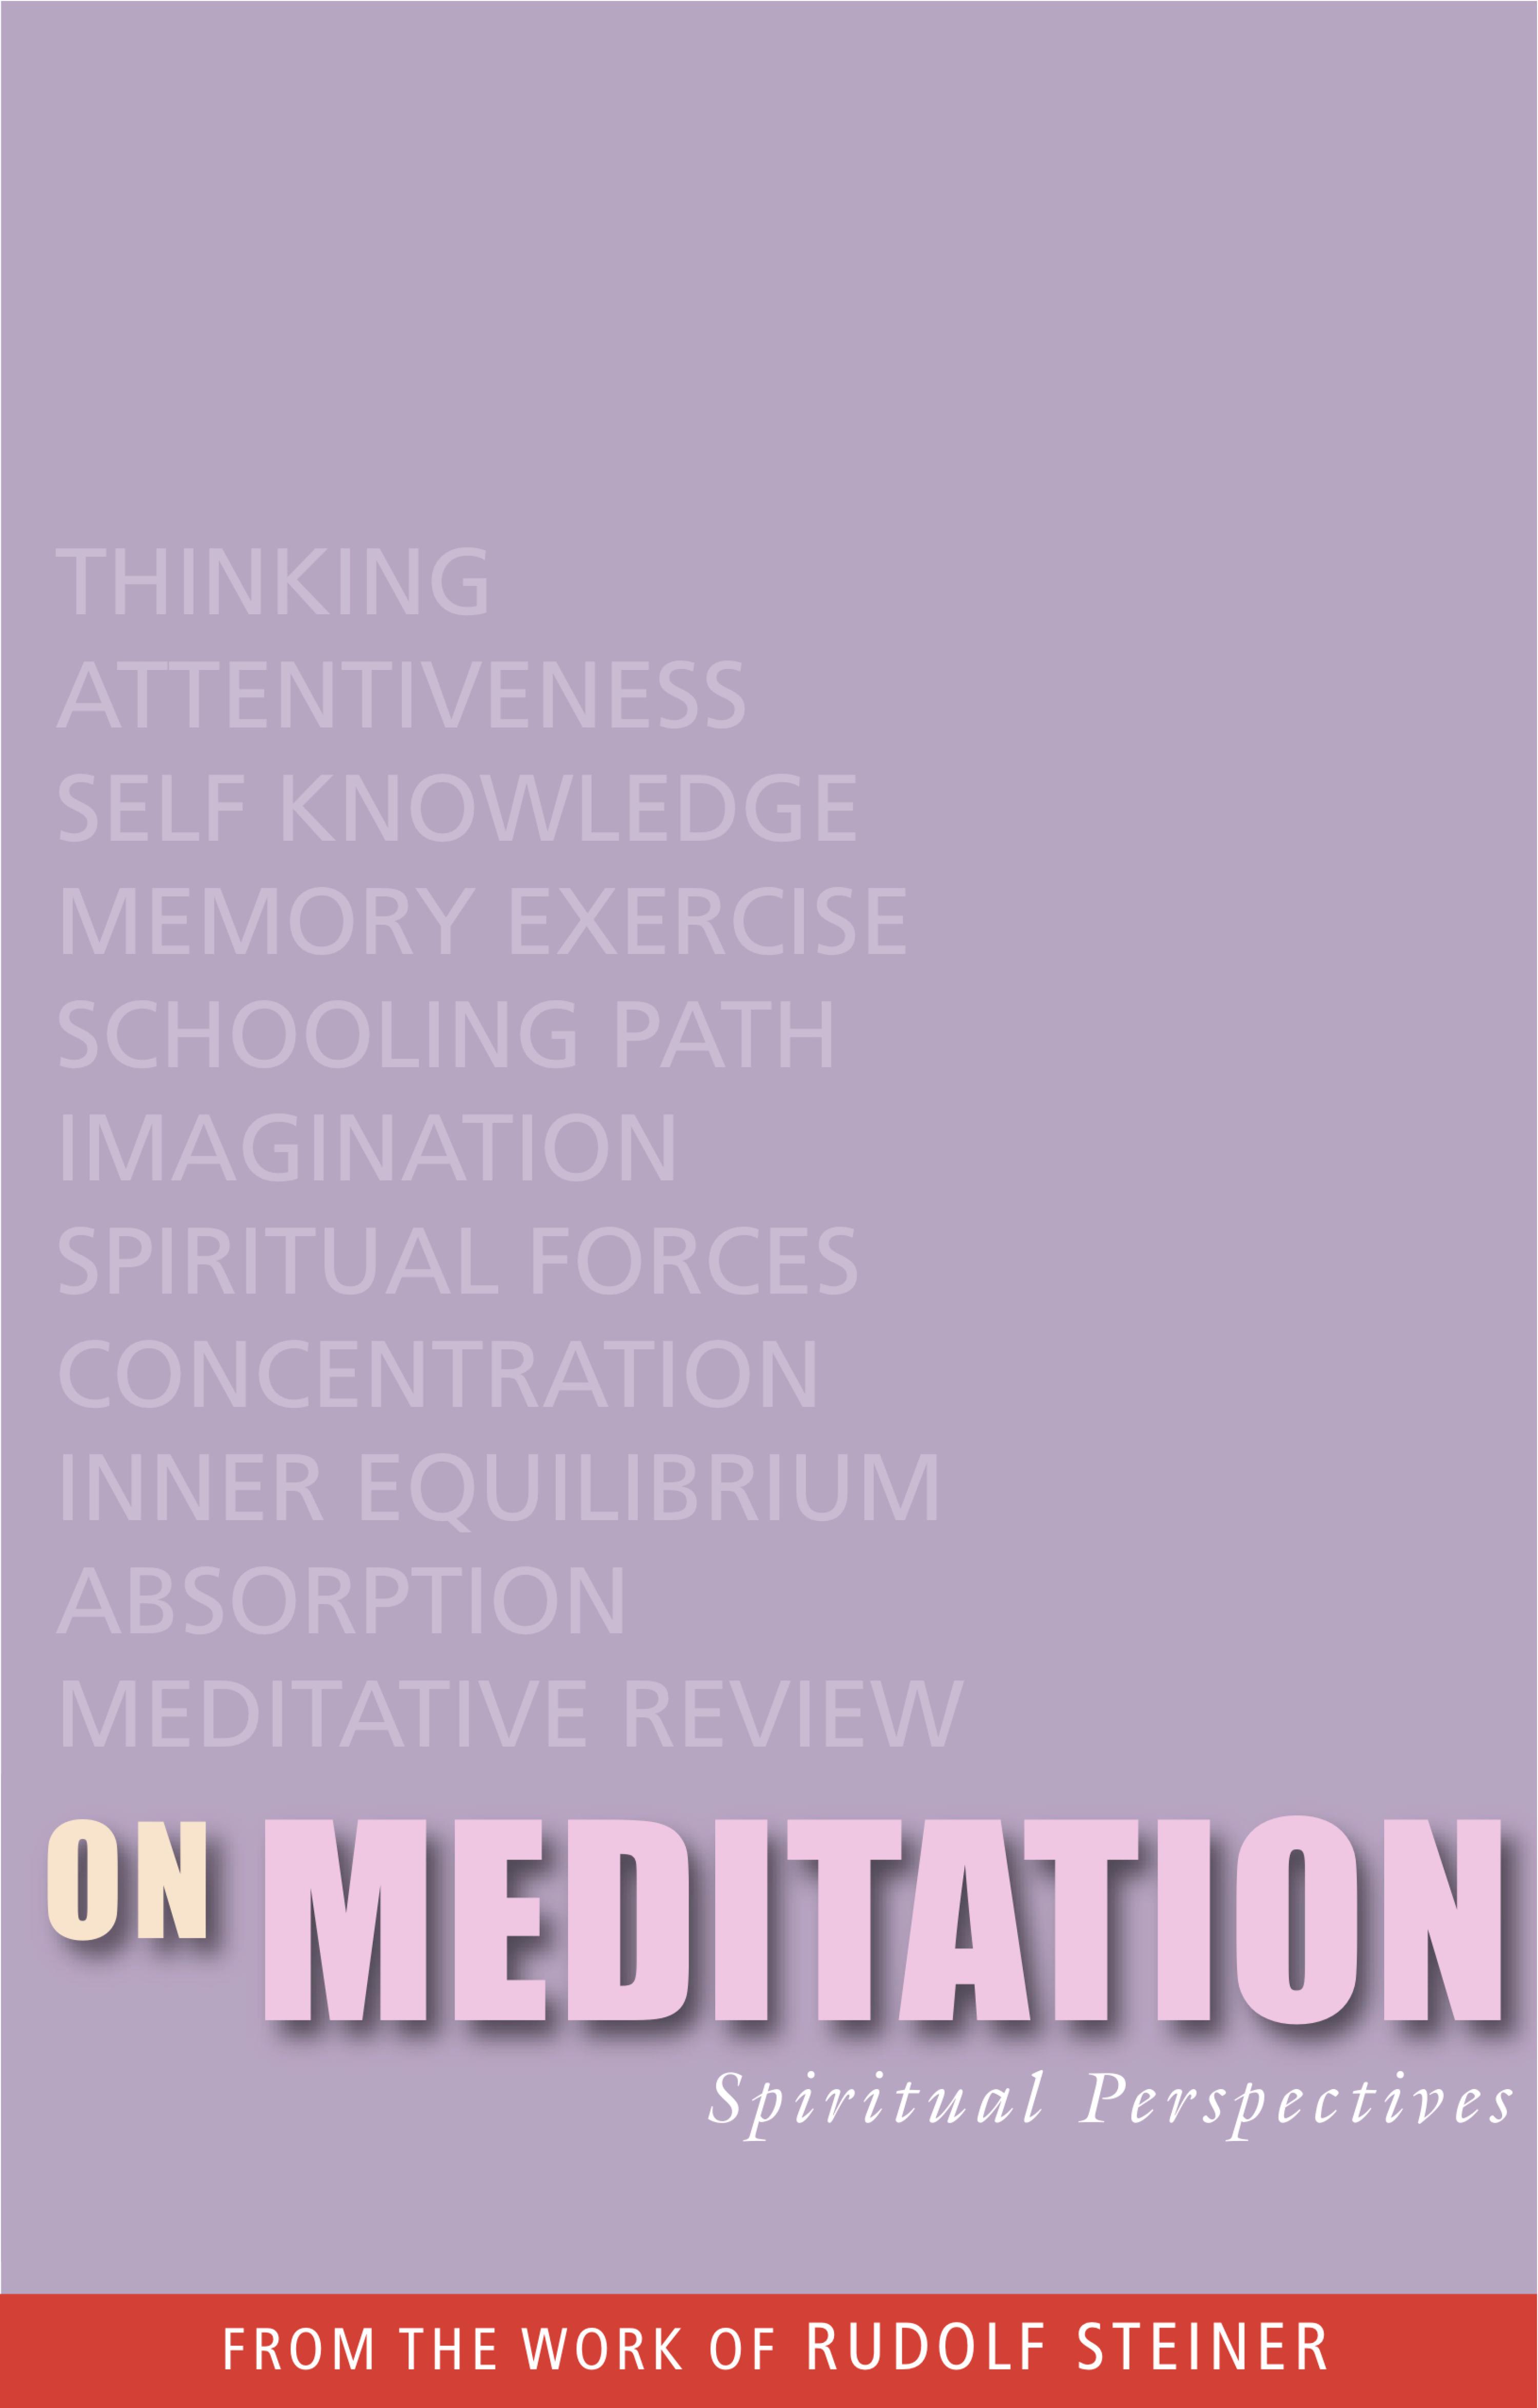 THINKING
ATTENTIVENESS
SELF KNOWLEDGE
MEMORY EXERCISE
SCHOOLING PATH
IMAGINATION
SPIRITUAL FORCES
CONCENTRATION
INNER EQUILIBRIUM
ABSORPTION
MEDITATIVE REVIEW
ON MEDITATION
Spiritual Perspectives
FROM THE WORK OF RUDOLF STEINER